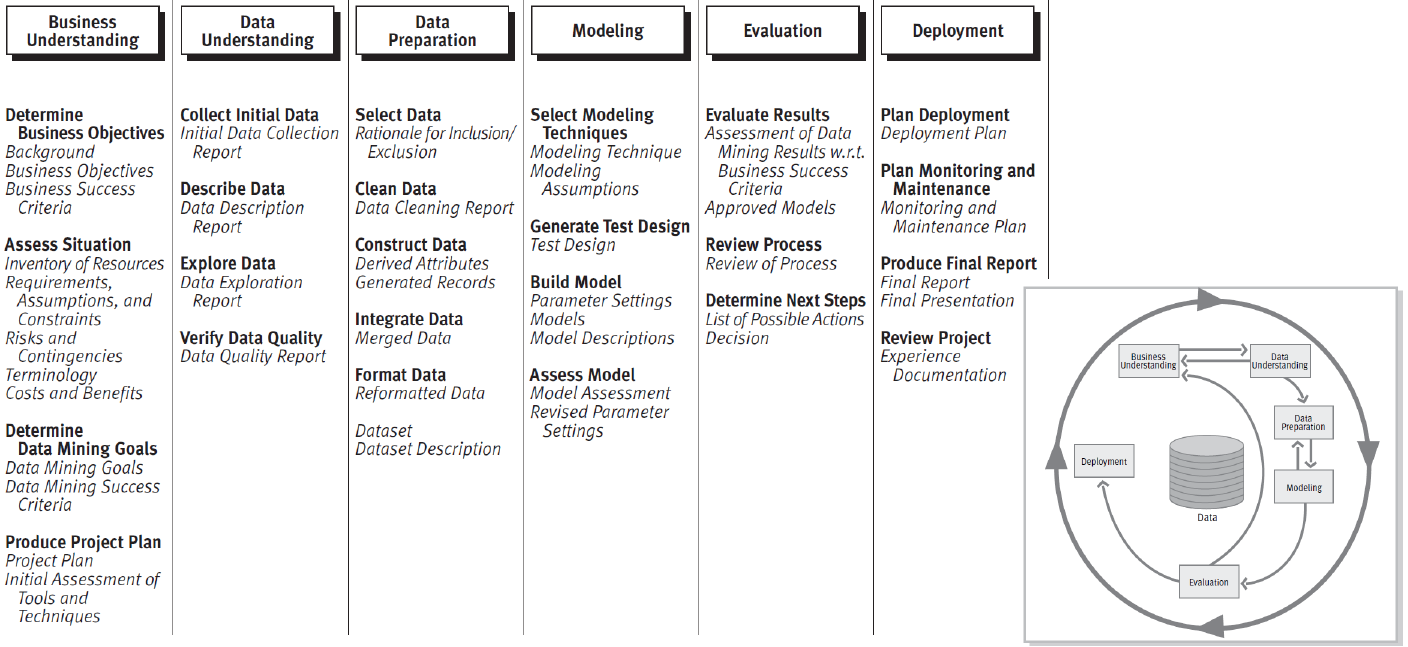 Business
Understanding
Data
Understanding
Data
Preparation
Modeling
Evaluation
Deployment
Determine
Business Objectives
Background
Business Objectives
Business Success
Criteria
Assess Situation
Inventory of Resources
Requirements,
Assumptions, and
Constraints
Risks and
Contingencies
Terminology
Costs and Benefits
Determine
Data Mining Goals
Data Mining Goals
Data Mining Success
Criteria
Produce Project Plan
Project Plan
Initial Assessment of
Tools and
Techniques
Collect Initial Data
Initial Data Collection
Report
Describe Data
Data Description
Report
Explore Data
Data Exploration
Report
Verify Data Quality
Data Quality Report
Select Data
Rationale for Inclusion/
Exclusion
Clean Data
Data Cleaning Report
Construct Data
Derived Attributes
Generated Records
Integrate Data
Merged Data
Format Data
Reformatted Data
Dataset
Dataset Description
Select Modeling
Techniques
Modeling Technique
Modeling
Assumptions
Generate Test Design
Test Design
Build Model
Parameter Settings
Models
Model Descriptions
Assess Model
Model Assessment
Revised Parameter
Settings
Evaluate Results
Assessment of Data
Mining Results w.r.t.
Business Success
Criteria
Approved Models
Review Process
Review of Process
Determine Next Steps
List of Possible Actions
Decision
Plan Deployment
Deployment Plan
Plan Monitoring and
Maintenance
Monitoring and
Maintenance Plan
Produce Final Report
Final Report
Final Presentation
Review Project
Experience
Documentation
Business
Understanding
Data
Understanding
Data
Preparation
Modeling
Deployment
Data
Evaluation